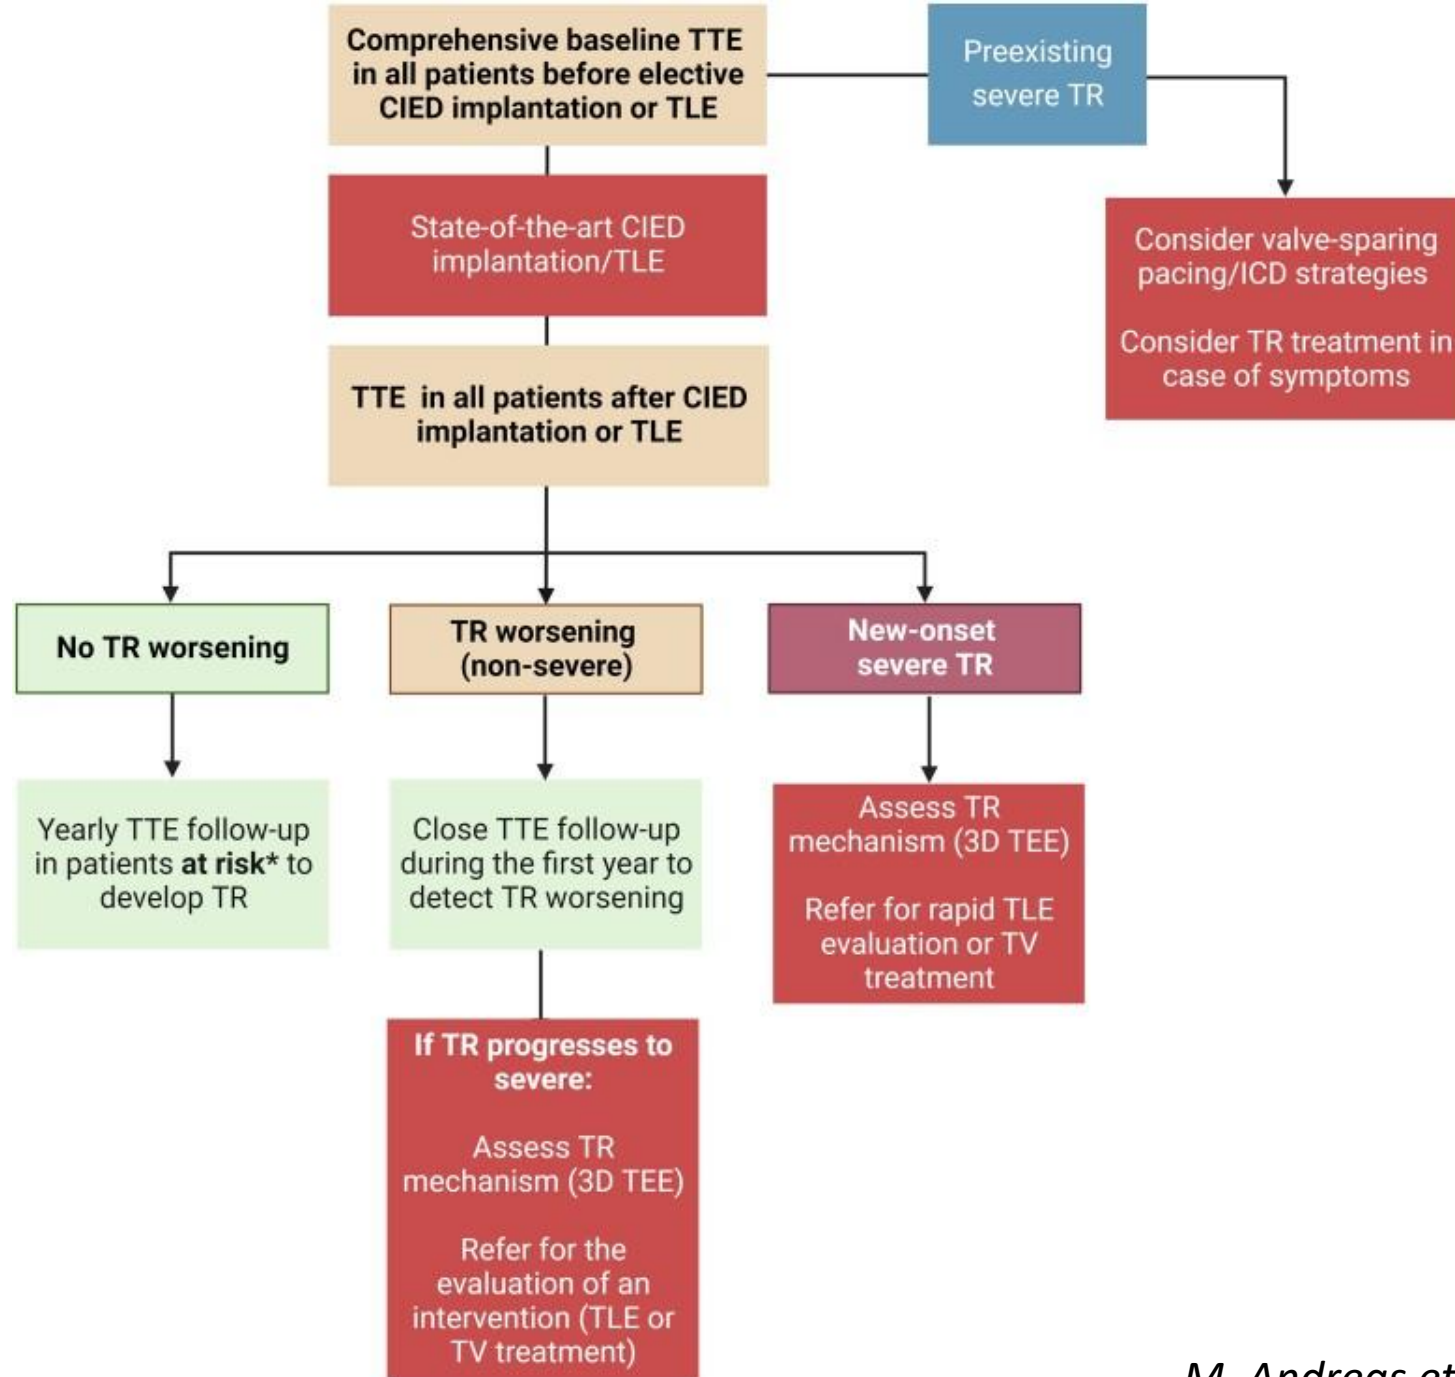 Comprehensive baseline TTE
in all patients before elective
CIED implantation or TLE
Preexisting
severe TR
State-of-the-art CIED
implantation/TLE
Consider valve-sparing
pacing/ICD strategies
Consider TR treatment in
case of symptoms
TTE in all patients after CIED
implantation or TLE
No TR worsening
TR worsening
(non-severe)
New-onset
severe TR
Yearly TTE follow-up
in patients at risk* to
develop TR
Close TTE follow-up
during the first year to
detect TR worsening
Assess TR
mechanism (3D TEE)
Refer for rapid TLE
evaluation or TV
treatment
If TR progresses to
severe:
Assess TR
mechanism (3D TEE)
Refer for the
evaluation of an
intervention (TLE or
TV treatment)
M. Andreas et